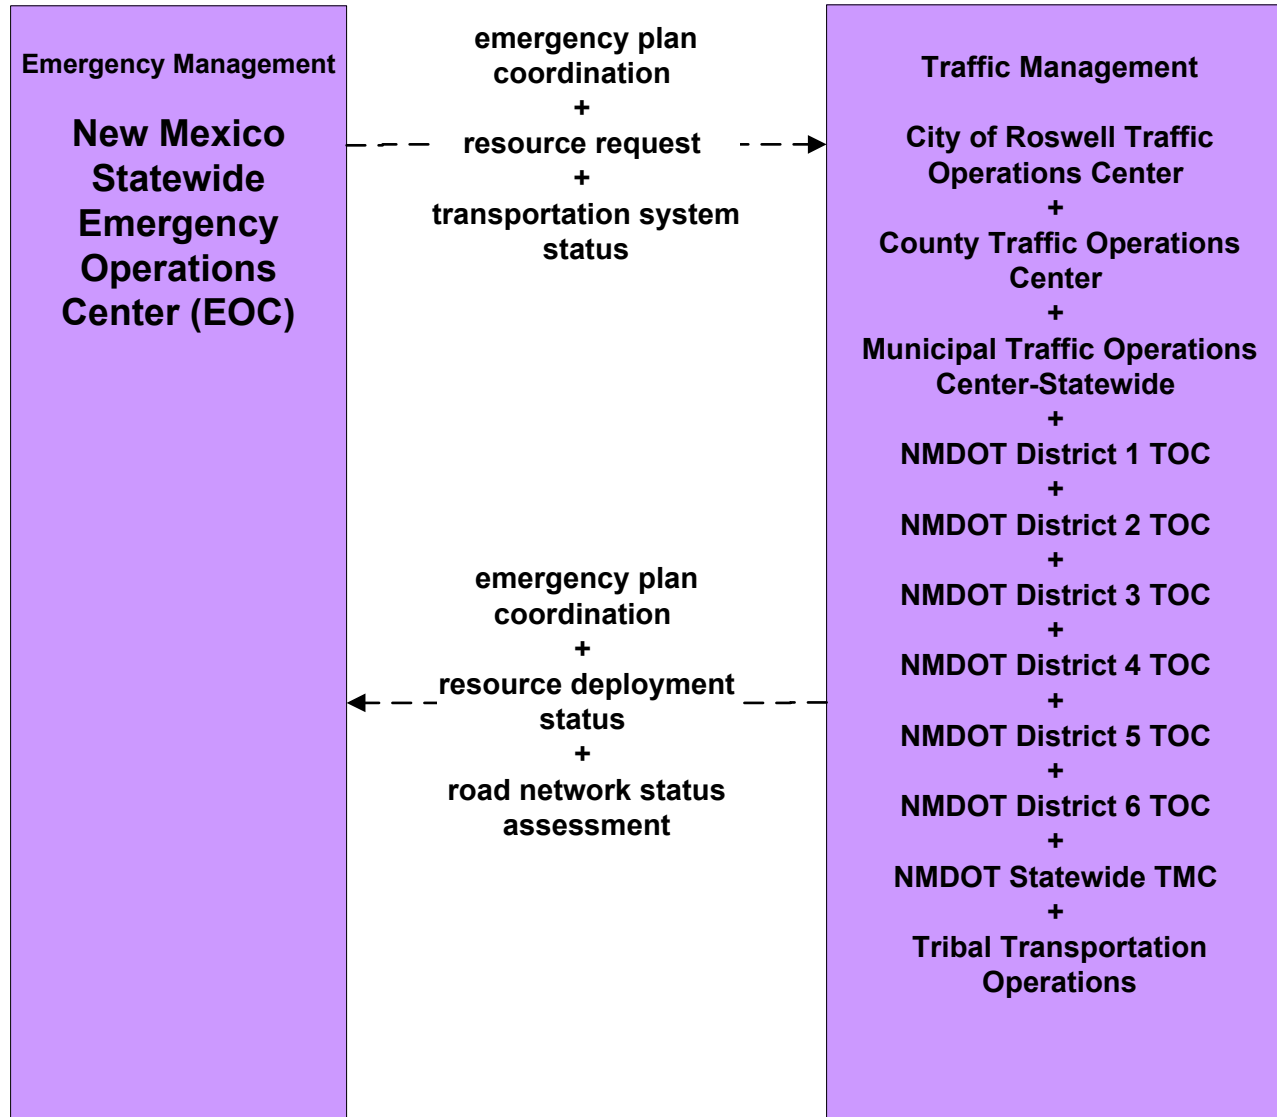 Emergency Management
New Mexico
Statewide
Emergency
Operations
Center (EOC)
emergency plan
coordination
+
resource request
+
transportation system
status
emergency plan
coordination
+
resource deployment
status
+
road network status
assessment
Traffic Management
City of Roswell Traffic
Operations Center
+
County Traffic Operations
Center
+
Municipal Traffic Operations
Center-Statewide
+
NMDOT District 1 TOC
+
NMDOT District 2 TOC
+
NMDOT District 3 TOC
+
NMDOT District 4 TOC
+
NMDOT District 5 TOC
+
NMDOT District 6 TOC
+
NMDOT Statewide TMC
+
Tribal Transportation
Operations